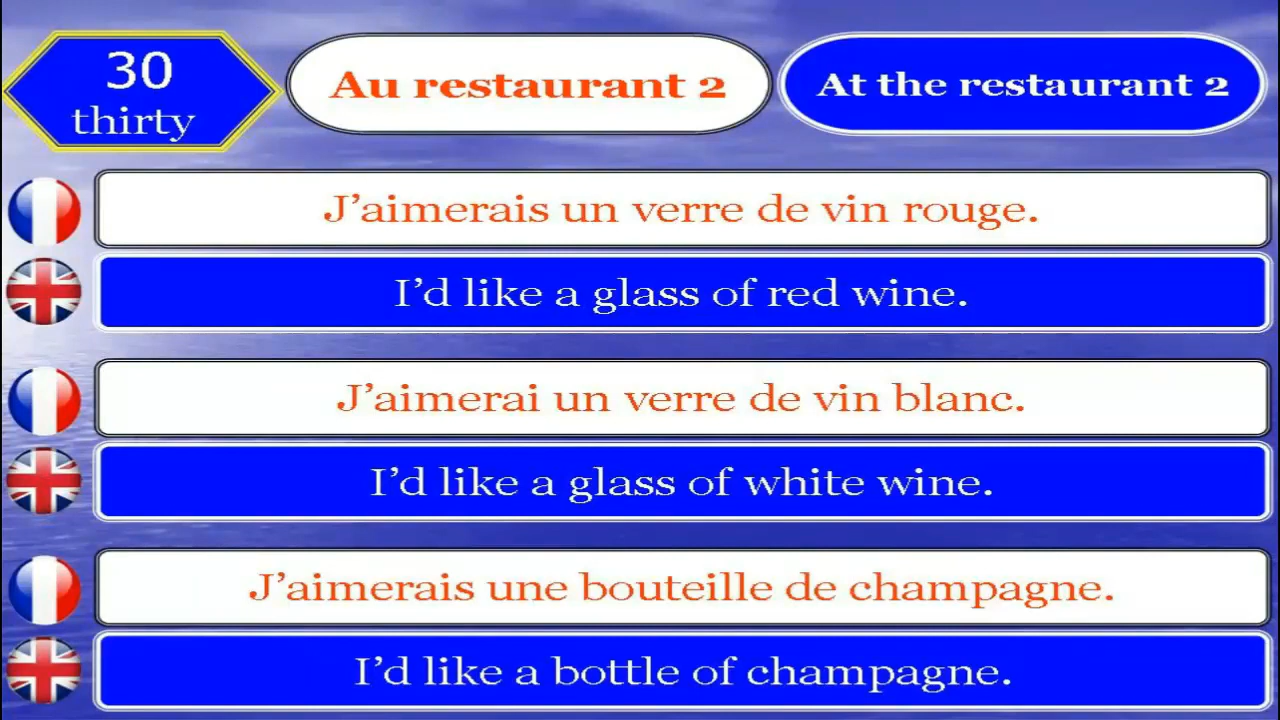 30
thirty
Au restaurant 2
At the restaurant 2
J’aimerais un verre de vin rouge.
I’d like a glass of red wine.
J’aimerai un verre de vin blanc.
I’d like a glass of white wine.
J’aimerais une bouteille de champagne.
I’d like a bottle of champagne.